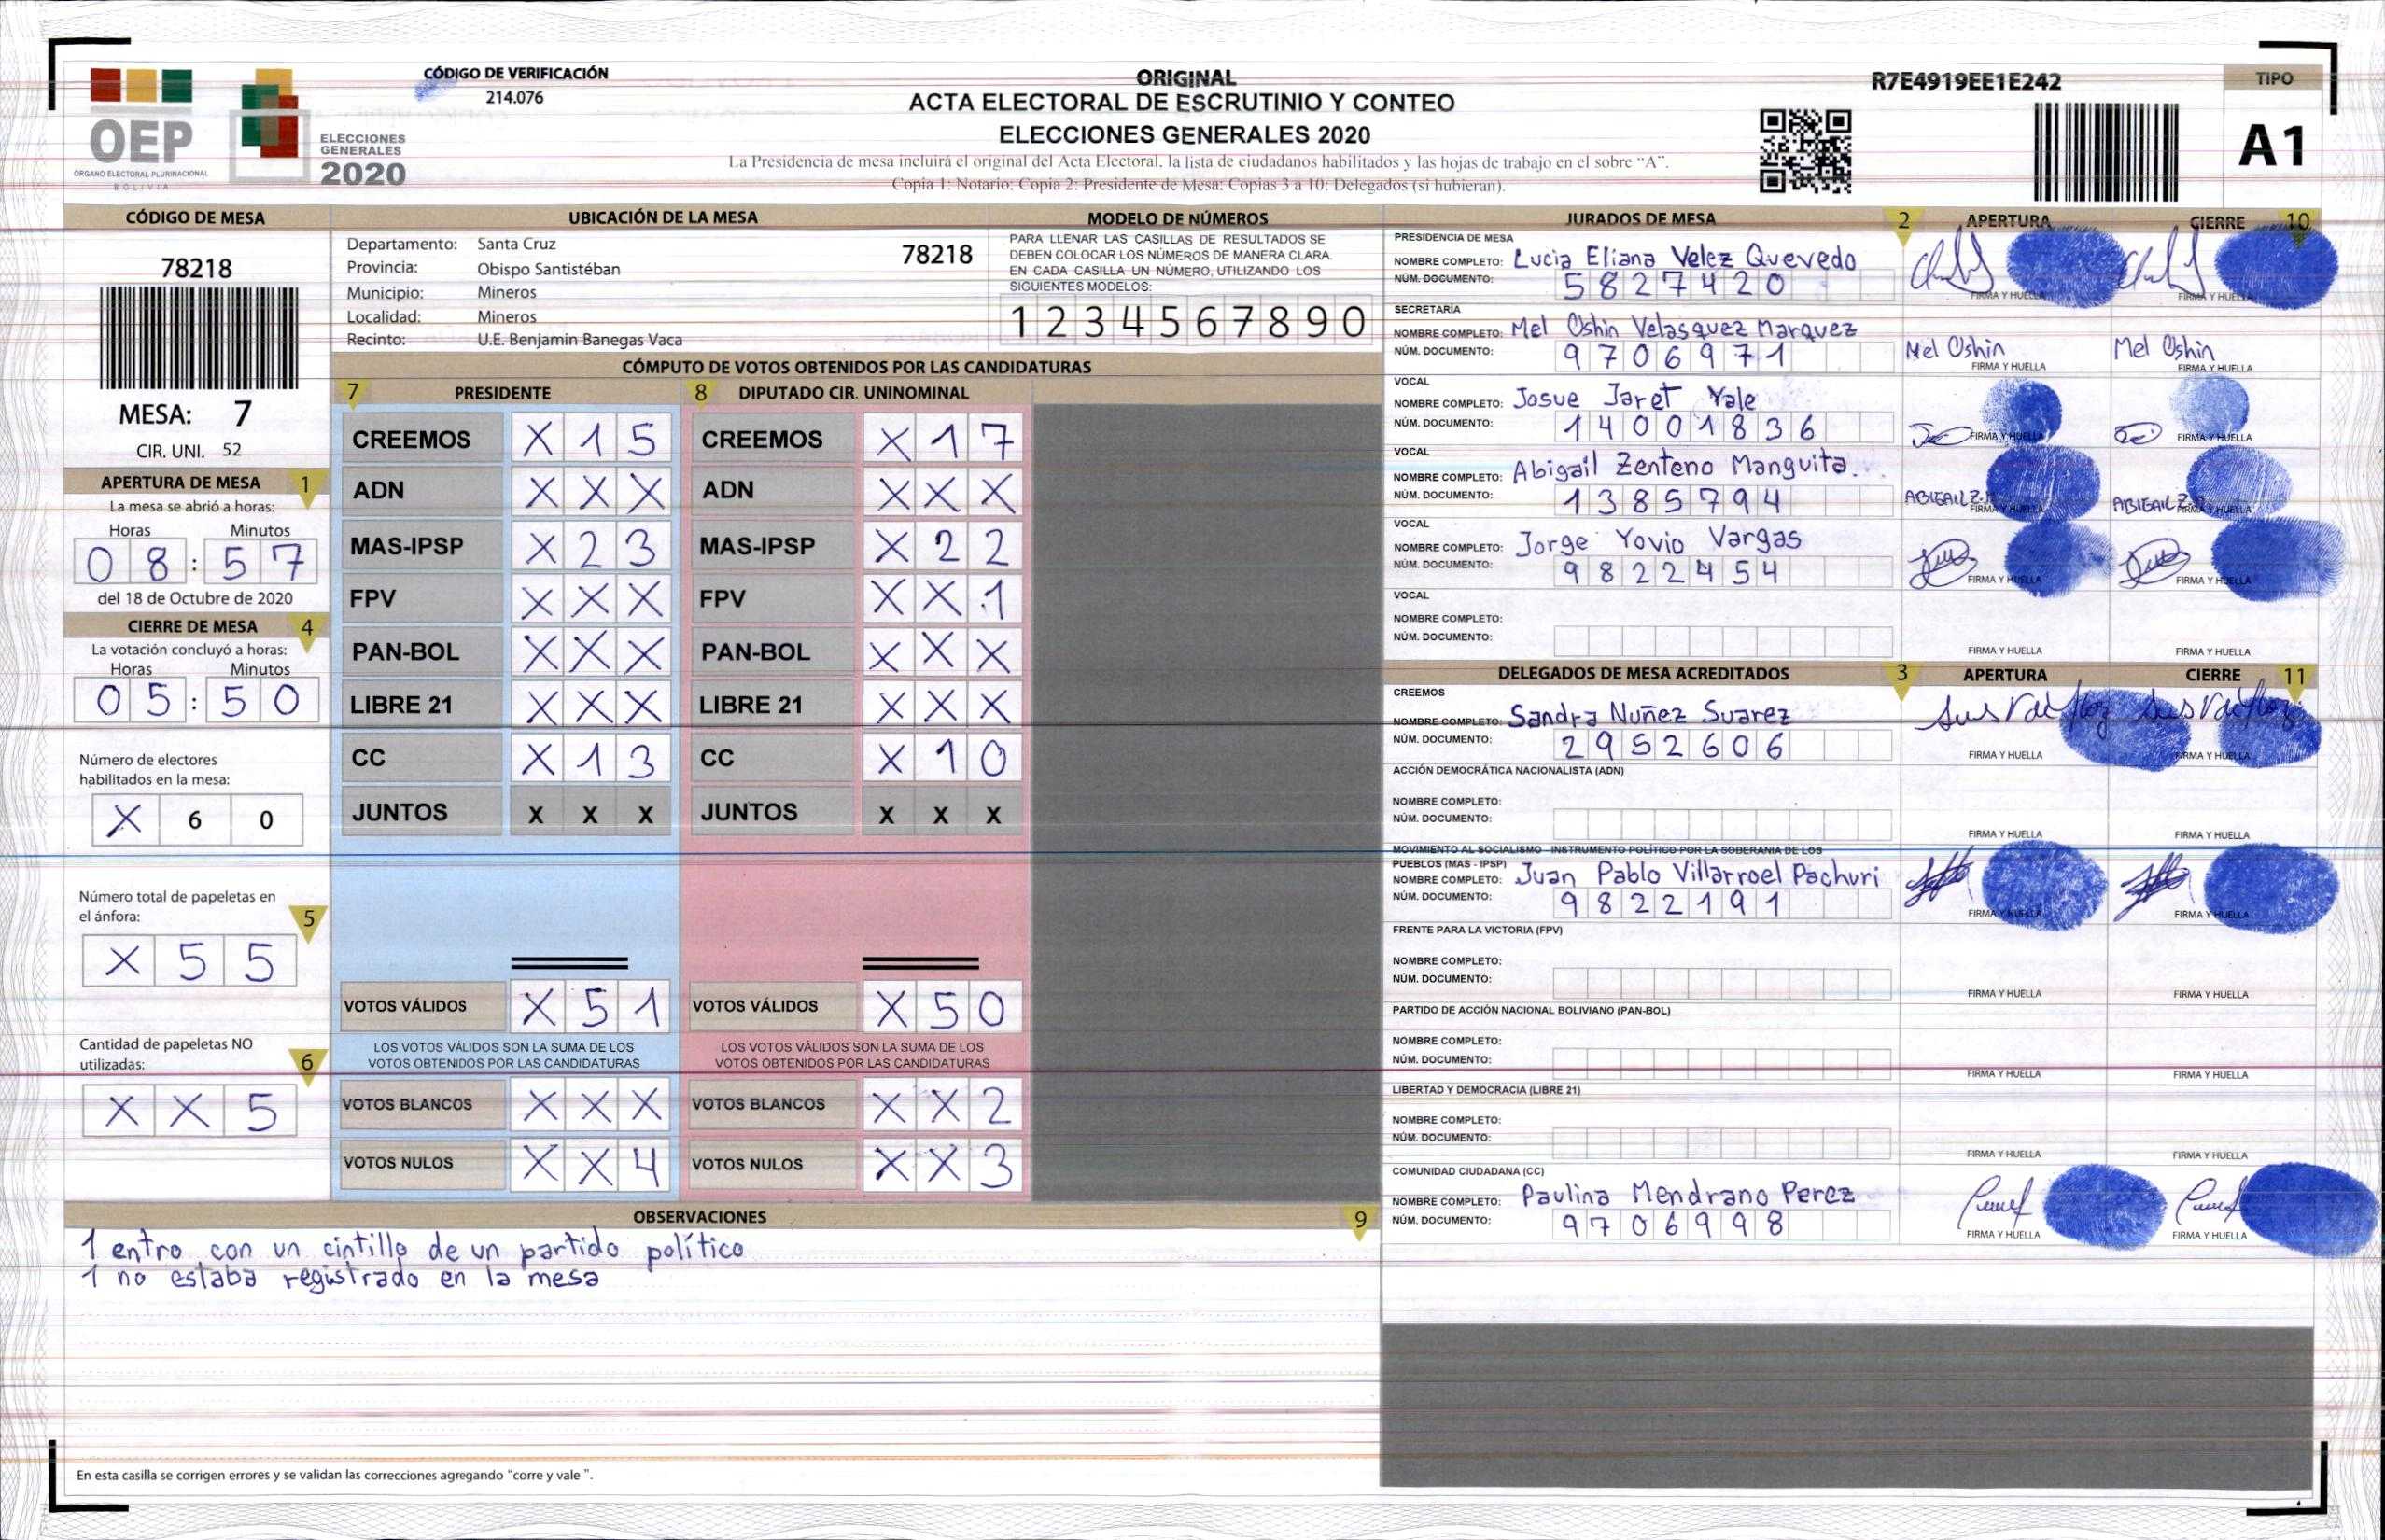 CÓDIGO DE VERIFICACIÓN
214.076
OEP
ÓRGANO ELECTORAL PLURINACIONAL
BOLIVIA
ELECCIONES
GENERALES
2020
ORIGINAL
ACTA ELECTORAL DE ESCRUTINIO Y CONTEO
ELECCIONES GENERALES 2020
La Presidencia de mesa incluirá el original del Acta Electoral, la lista de ciudadanos habilitados y las hojas de trabajo en el sobre "A".
Copia 1: Notario; Copia 2: Presidente de Mesa; Copias 3 a 10: Delegados (si hubieran).
R7E4919EE1E242
TIPO
A1
CÓDIGO DE MESA
78218
MESA: 7
CIR. UNI. 52
APERTURA DE MESA 1
La mesa se abrió a horas:
Horas Minutos
08:57
del 18 de Octubre de 2020
CIERRE DE MESA 4
La votación concluyó a horas:
Horas Minutos
05:50
Número de electores
habilitados en la mesa:
X 6 0
Número total de papeletas en
el ánfora: 5
X 5 5
Cantidad de papeletas NO
utilizadas: 6
X X 5
UBICACIÓN DE LA MESA
Departamento: Santa Cruz 78218
Provincia: Obispo Santistéban
Municipio: Mineros
Localidad: Mineros
Recinto: U.E. Benjamin Banegas Vaca
MODELO DE NÚMEROS
PARA LLENAR LAS CASILLAS DE RESULTADOS SE
DEBEN COLOCAR LOS NÚMEROS DE MANERA CLARA.
EN CADA CASILLA UN NÚMERO, UTILIZANDO LOS
SIGUIENTES MODELOS:
1 2 3 4 5 6 7 8 9 0
CÓMPUTO DE VOTOS OBTENIDOS POR LAS CANDIDATURAS
7 PRESIDENTE 8 DIPUTADO CIR. UNINOMINAL
CREEMOS X 1 5 CREEMOS X 1 7
ADN X X X ADN X X X
MAS-IPSP X 2 3 MAS-IPSP X 2 2
FPV X X X FPV X X 1
PAN-BOL X X X PAN-BOL X X X
LIBRE 21 X X X LIBRE 21 X X X
CC X 1 3 CC X 1 0
JUNTOS X X X JUNTOS X X X
VOTOS VÁLIDOS X 5 1 VOTOS VÁLIDOS X 5 0
LOS VOTOS VÁLIDOS SON LA SUMA DE LOS LOS VOTOS VÁLIDOS SON LA SUMA DE LOS
VOTOS OBTENIDOS POR LAS CANDIDATURAS VOTOS OBTENIDOS POR LAS CANDIDATURAS
VOTOS BLANCOS X X X VOTOS BLANCOS X X 2
VOTOS NULOS X X 4 VOTOS NULOS X X 3
OBSERVACIONES 9
1 entro con un cintillo de un partido político
1 no estaba registrado en la mesa
En esta casilla se corrigen errores y se validan las correcciones agregando "corre y vale ".
JURADOS DE MESA 2 APERTURA CIERRE 10
PRESIDENCIA DE MESA
NOMBRE COMPLETO: Lucia Eliana Velez Quevedo
NÚM. DOCUMENTO: 5827420
FIRMA Y HUELLA FIRMA Y HUELLA
SECRETARÍA
NOMBRE COMPLETO: Mel Oshin Velasquez Marquez
NÚM. DOCUMENTO: 9706971 Mel Oshin Mel Oshin
FIRMA Y HUELLA FIRMA Y HUELLA
VOCAL
NOMBRE COMPLETO: Josue Jaret Yale
NÚM. DOCUMENTO: 14001836
FIRMA Y HUELLA FIRMA Y HUELLA
VOCAL
NOMBRE COMPLETO: Abigail Zenteno Manguita.
NÚM. DOCUMENTO: 1385794 ABIGAIL Z. ABIGAIL Z.
FIRMA Y HUELLA FIRMA Y HUELLA
VOCAL
NOMBRE COMPLETO: Jorge Yovio Vargas
NÚM. DOCUMENTO: 9822454
FIRMA Y HUELLA FIRMA Y HUELLA
VOCAL
NOMBRE COMPLETO:
NÚM. DOCUMENTO:
FIRMA Y HUELLA FIRMA Y HUELLA
DELEGADOS DE MESA ACREDITADOS 3 APERTURA CIERRE 11
CREEMOS
NOMBRE COMPLETO: Sandra Nuñez Suarez
NÚM. DOCUMENTO: 2952606
FIRMA Y HUELLA FIRMA Y HUELLA
ACCIÓN DEMOCRÁTICA NACIONALISTA (ADN)
NOMBRE COMPLETO:
NÚM. DOCUMENTO:
FIRMA Y HUELLA FIRMA Y HUELLA
MOVIMIENTO AL SOCIALISMO - INSTRUMENTO POLÍTICO POR LA SOBERANIA DE LOS
PUEBLOS (MAS - IPSP)
NOMBRE COMPLETO: Juan Pablo Villarroel Pachuri
NÚM. DOCUMENTO: 9822191
FIRMA Y HUELLA FIRMA Y HUELLA
FRENTE PARA LA VICTORIA (FPV)
NOMBRE COMPLETO:
NÚM. DOCUMENTO:
FIRMA Y HUELLA FIRMA Y HUELLA
PARTIDO DE ACCIÓN NACIONAL BOLIVIANO (PAN-BOL)
NOMBRE COMPLETO:
NÚM. DOCUMENTO:
FIRMA Y HUELLA FIRMA Y HUELLA
LIBERTAD Y DEMOCRACIA (LIBRE 21)
NOMBRE COMPLETO:
NÚM. DOCUMENTO:
FIRMA Y HUELLA FIRMA Y HUELLA
COMUNIDAD CIUDADANA (CC)
NOMBRE COMPLETO: Paulina Mendrano Perez
NÚM. DOCUMENTO: 9706998
FIRMA Y HUELLA FIRMA Y HUELLA